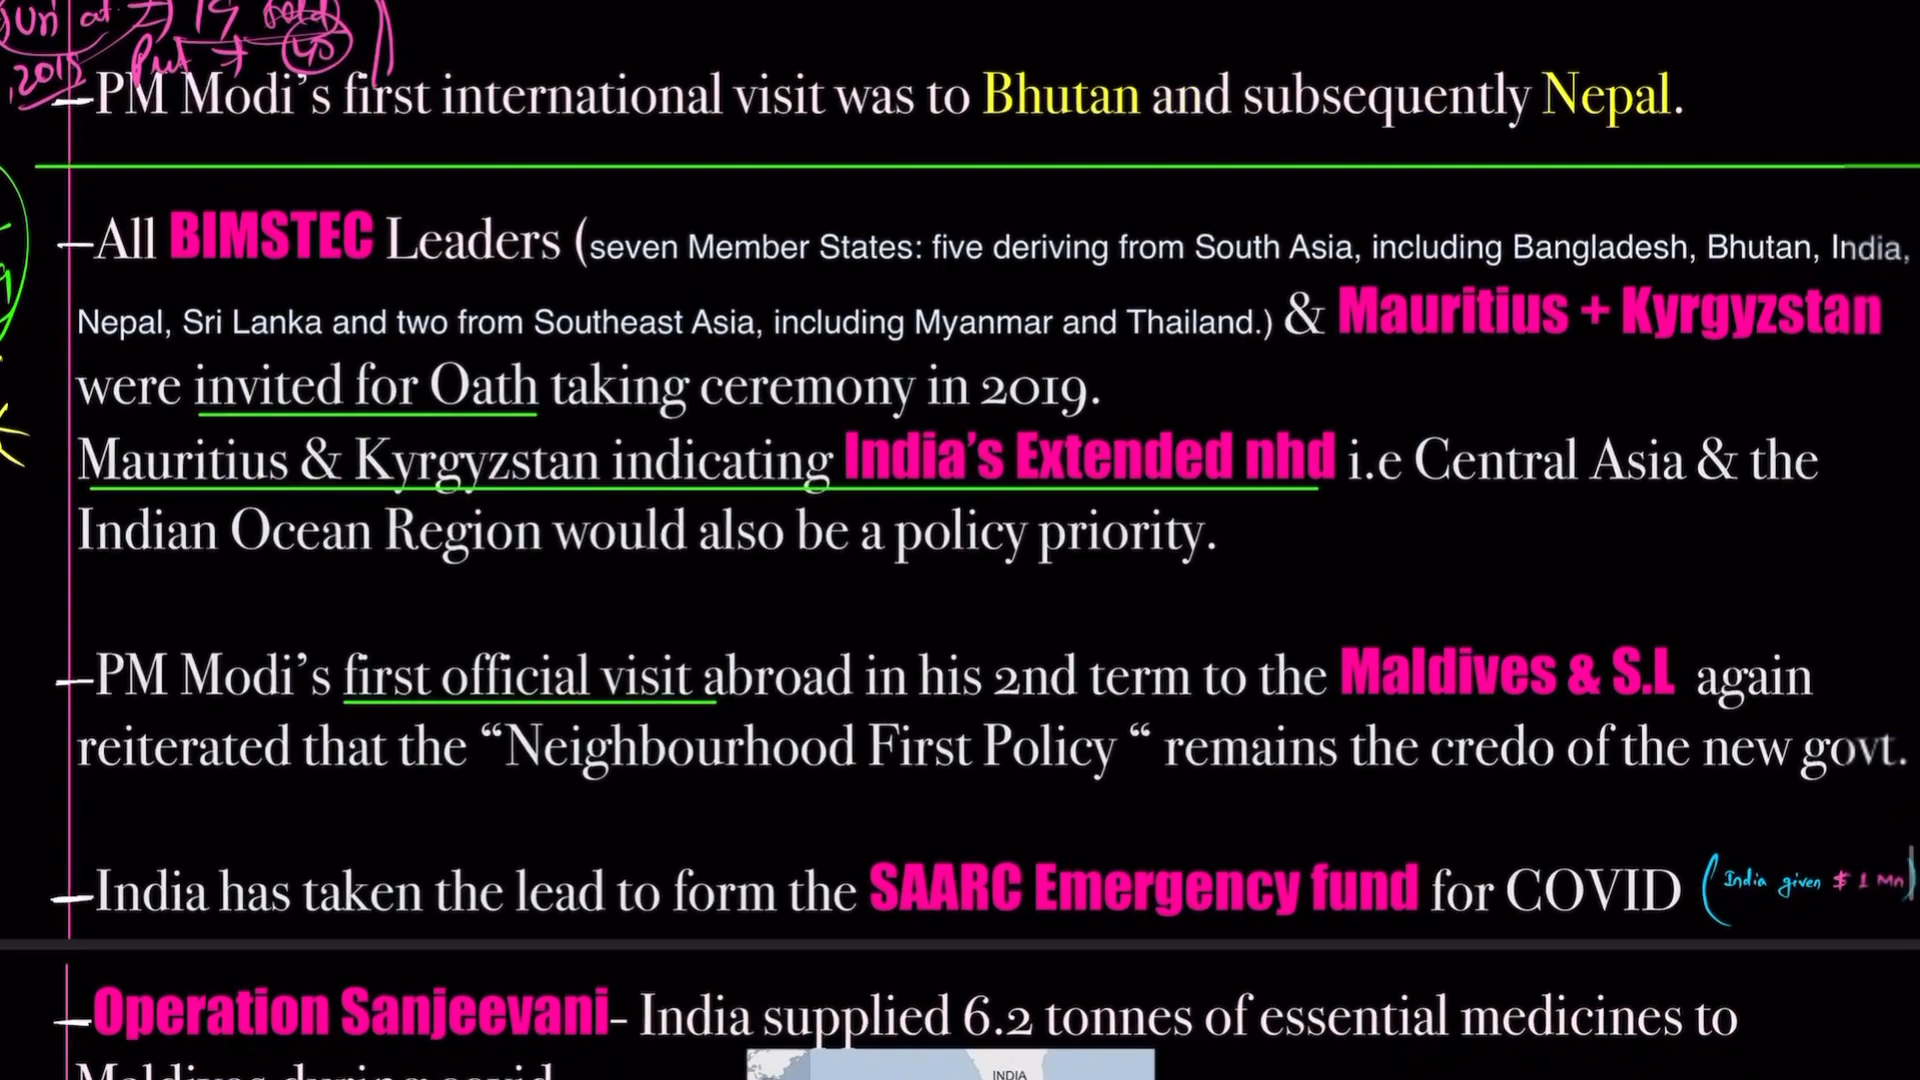 2015
Put → 40
–PM Modi’s first international visit was to Bhutan and subsequently Nepal.
–All BIMSTEC Leaders (seven Member States: five deriving from South Asia, including Bangladesh, Bhutan, India,
Nepal, Sri Lanka and two from Southeast Asia, including Myanmar and Thailand.) & Mauritius + Kyrgyzstan
were invited for Oath taking ceremony in 2019.
Mauritius & Kyrgyzstan indicating India’s Extended nhd i.e Central Asia & the
Indian Ocean Region would also be a policy priority.
–PM Modi’s first official visit abroad in his 2nd term to the Maldives & S.L again
reiterated that the “Neighbourhood First Policy “ remains the credo of the new govt.
–India has taken the lead to form the SAARC Emergency fund for COVID (India given $ 1 Mn)
–Operation Sanjeevani– India supplied 6.2 tonnes of essential medicines to
Maldives during covid
INDIA